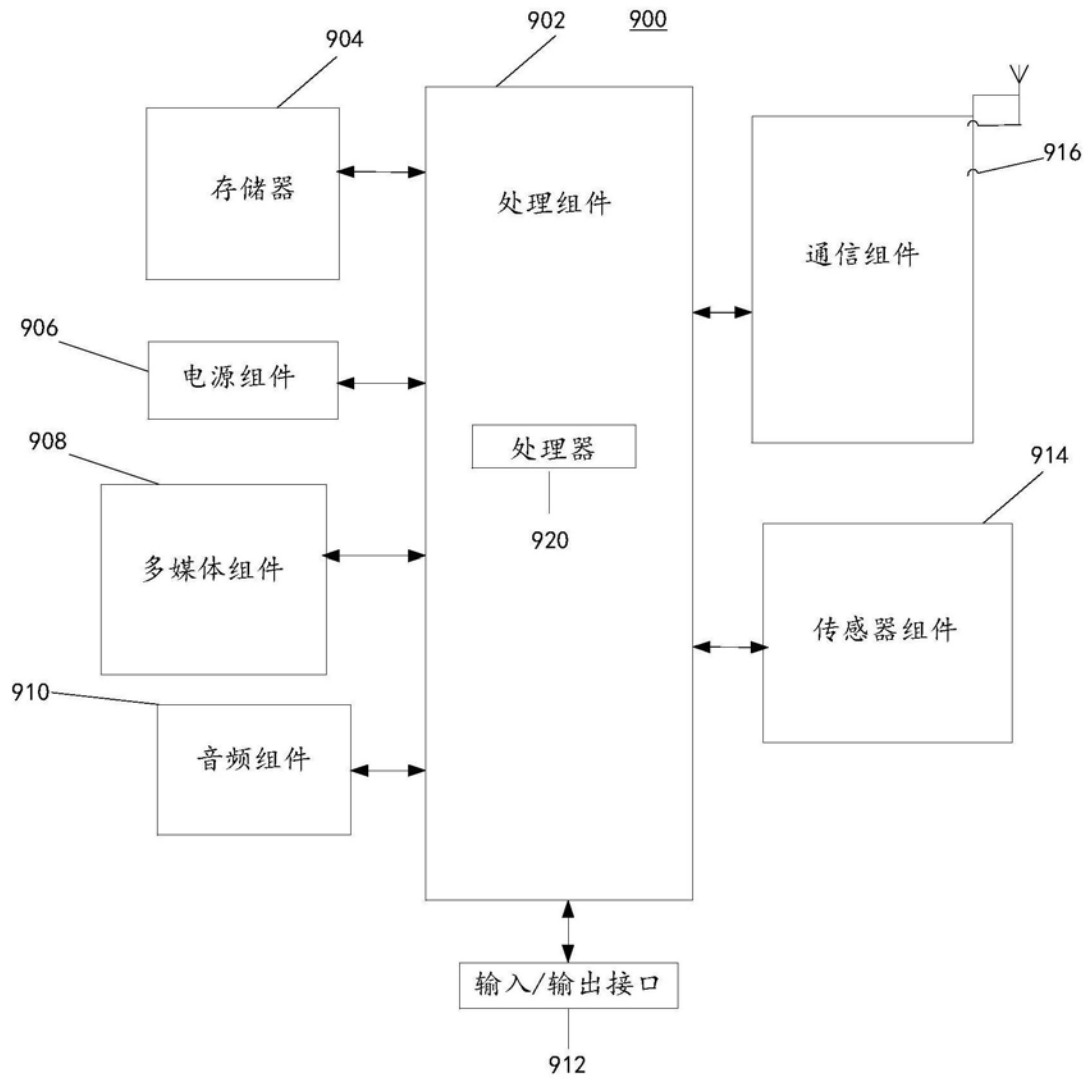 900
902
904
存储器
处理组件
916
通信组件
906
电源组件
908
多媒体组件
处理器
920
914
传感器组件
910
音频组件
输入/输出接口
912